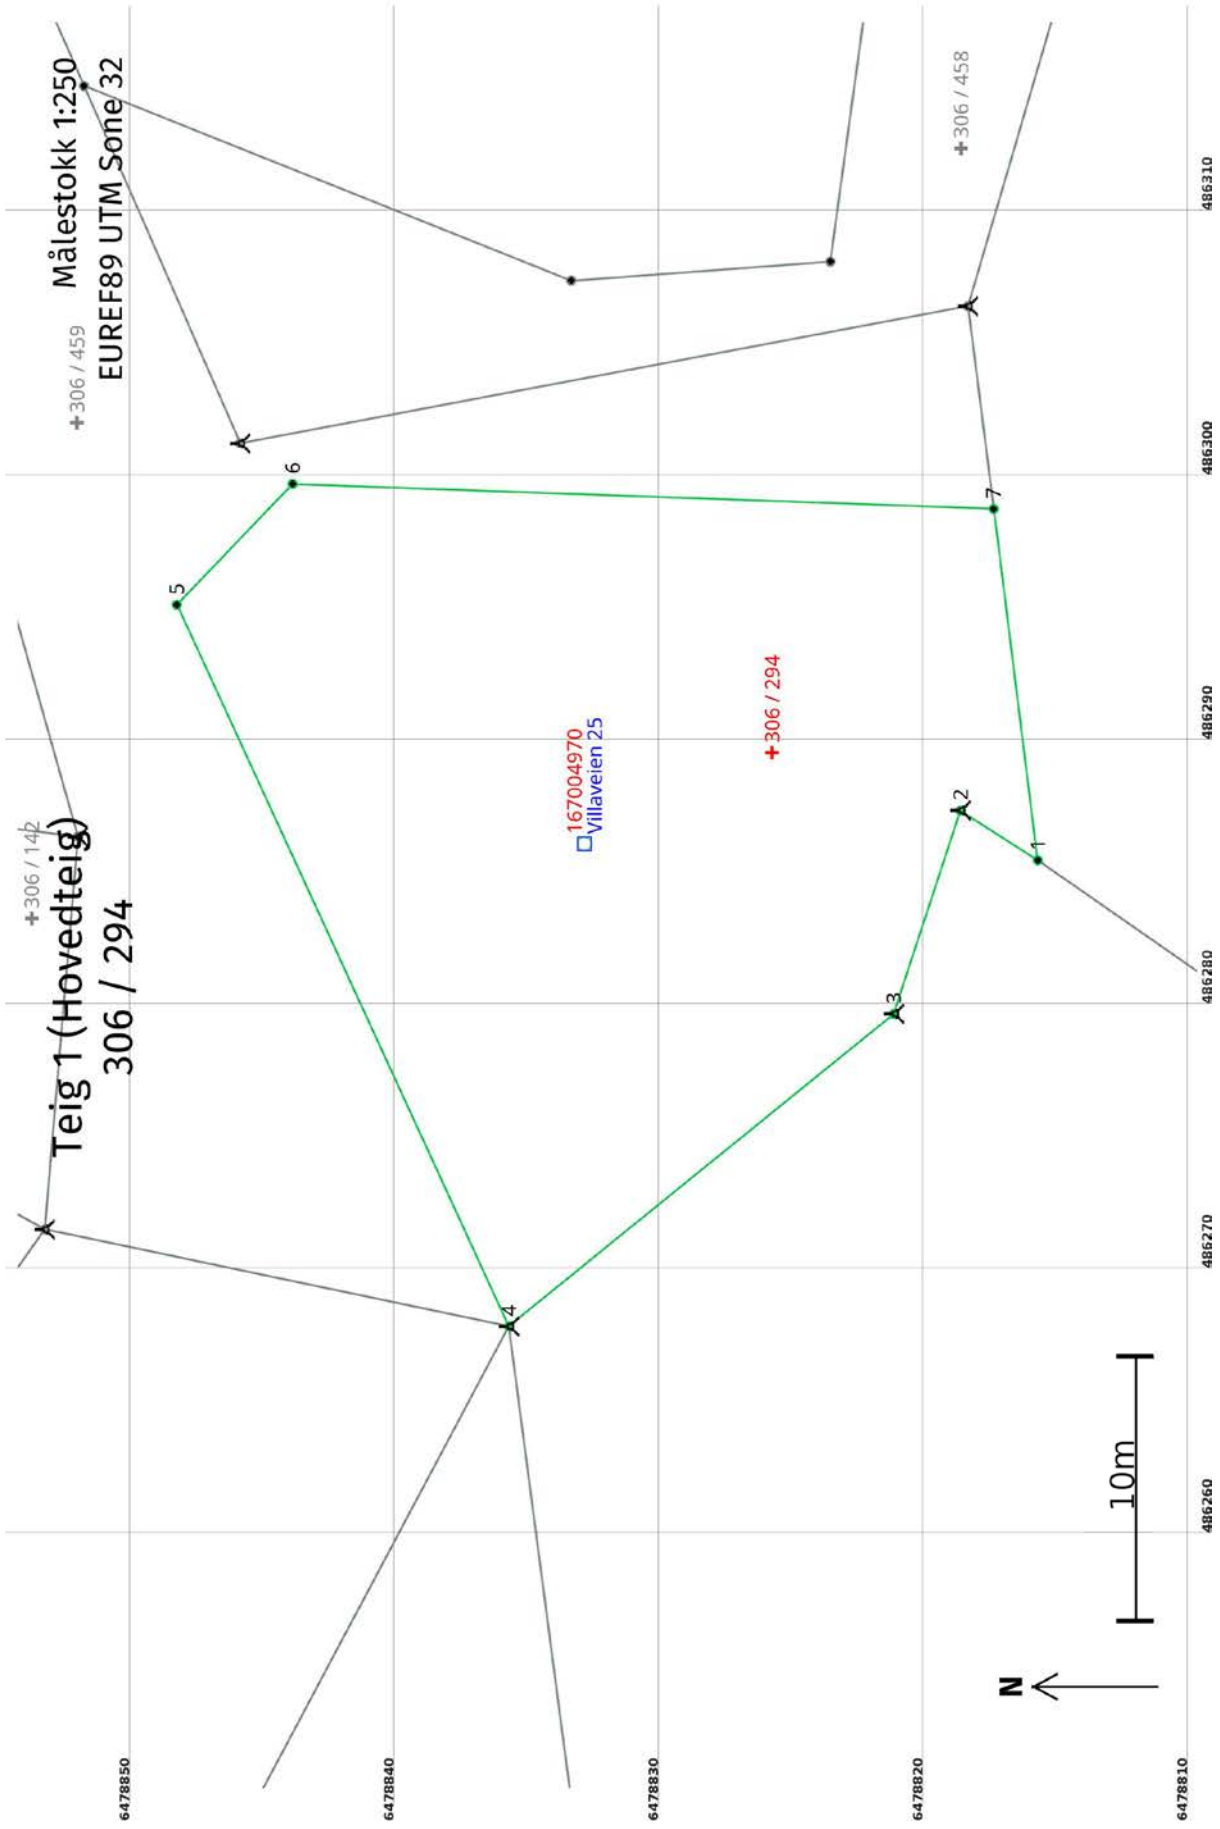 Teig 1 (Hovedteig)
306 / 294
Målestokk 1:250
EUREF89 UTM Sone 32
306 / 142
306 / 459
306 / 458
5
6
167004970
Villaveien 25
306 / 294
4
3
2
1
7
N
10m
6478850
6478840
6478830
6478820
6478810
486260
486270
486280
486290
486300
486310